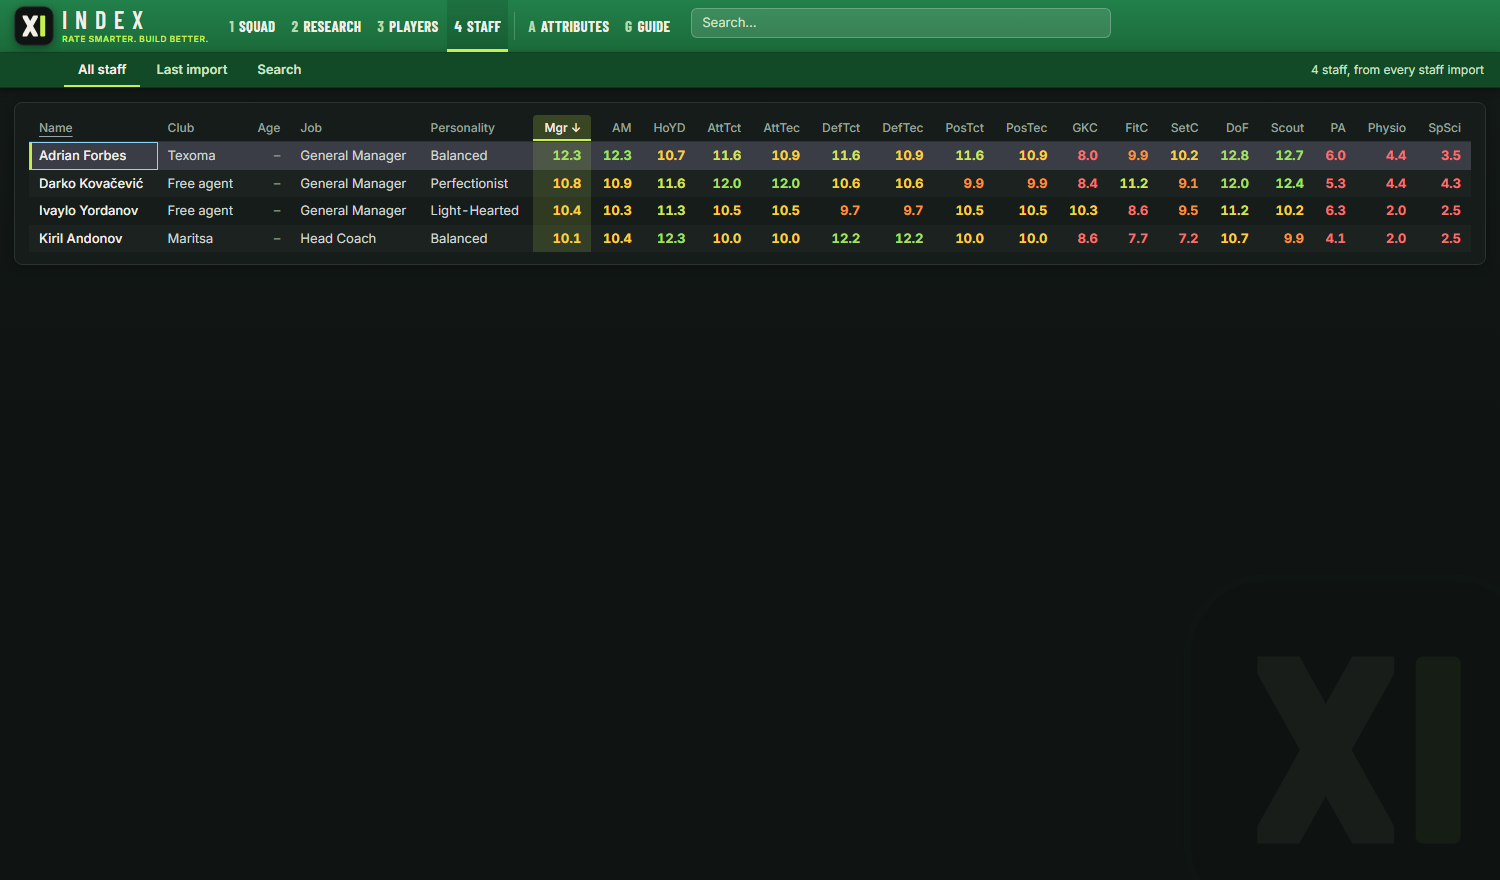 XI INDEX
RATE SMARTER. BUILD BETTER.
1 SQUAD 2 RESEARCH 3 PLAYERS 4 STAFF A ATTRIBUTES G GUIDE Search...
All staff Last import Search 4 staff, from every staff import
Name Club Age Job Personality Mgr ↓ AM HoYD AttTct AttTec DefTct DefTec PosTct PosTec GKC FitC SetC DoF Scout PA Physio SpSci
Adrian Forbes Texoma – General Manager Balanced 12.3 12.3 10.7 11.6 10.9 11.6 10.9 11.6 10.9 8.0 9.9 10.2 12.8 12.7 6.0 4.4 3.5
Darko Kovačević Free agent – General Manager Perfectionist 10.8 10.9 11.6 12.0 12.0 10.6 10.6 9.9 9.9 8.4 11.2 9.1 12.0 12.4 5.3 4.4 4.3
Ivaylo Yordanov Free agent – General Manager Light-Hearted 10.4 10.3 11.3 10.5 10.5 9.7 9.7 10.5 10.5 10.3 8.6 9.5 11.2 10.2 6.3 2.0 2.5
Kiril Andonov Maritsa – Head Coach Balanced 10.1 10.4 12.3 10.0 10.0 12.2 12.2 10.0 10.0 8.6 7.7 7.2 10.7 9.9 4.1 2.0 2.5
XI